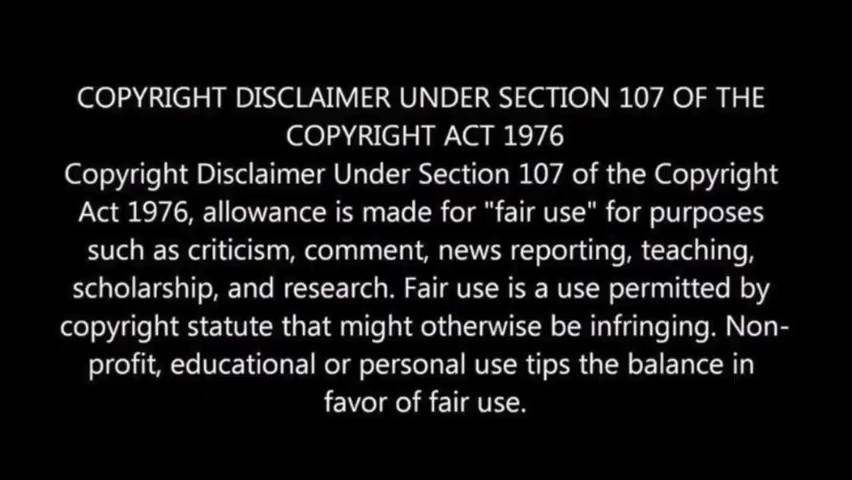 COPYRIGHT DISCLAIMER UNDER SECTION 107 OF THE
COPYRIGHT ACT 1976
Copyright Disclaimer Under Section 107 of the Copyright
Act 1976, allowance is made for "fair use" for purposes
such as criticism, comment, news reporting, teaching,
scholarship, and research. Fair use is a use permitted by
copyright statute that might otherwise be infringing. Non-
profit, educational or personal use tips the balance in
favor of fair use.